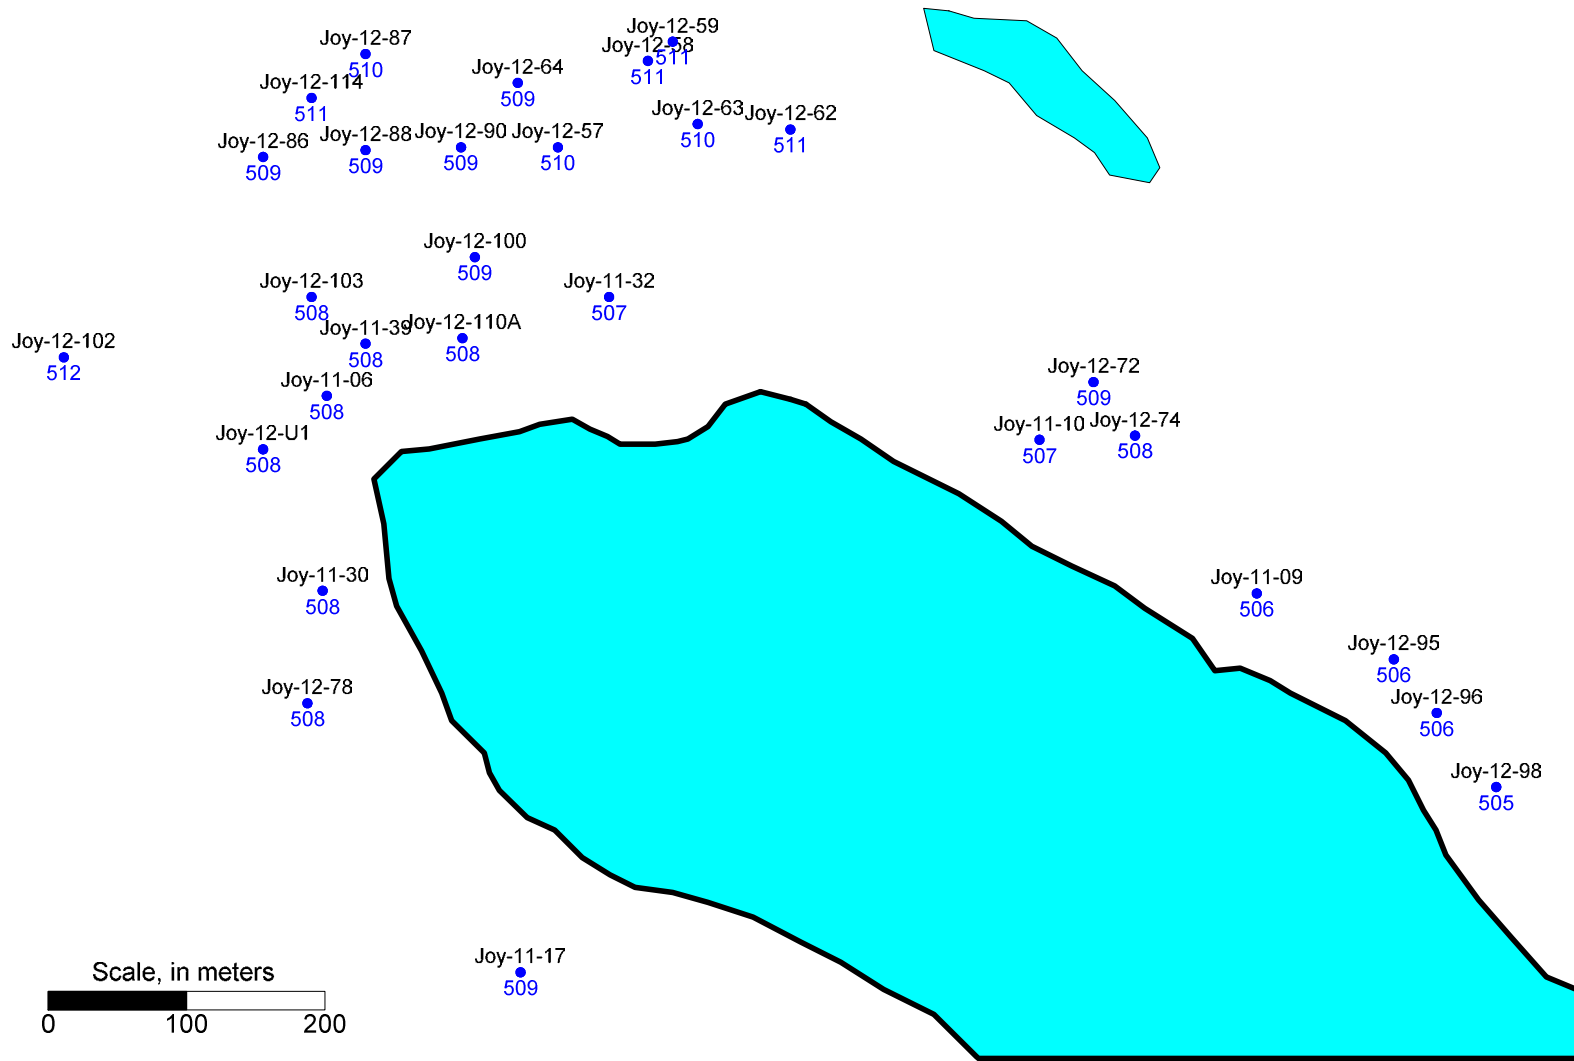 Joy-12-59
511
Joy-12-58
511
Joy-12-87
510
Joy-12-64
509
Joy-12-114
511
Joy-12-63
510
Joy-12-62
511
Joy-12-86
509
Joy-12-88
509
Joy-12-90
509
Joy-12-57
510
Joy-12-100
509
Joy-12-103
508
Joy-11-32
507
Joy-11-39
508
Joy-12-110A
508
Joy-12-102
512
Joy-11-06
508
Joy-12-U1
508
Joy-12-72
509
Joy-11-10
507
Joy-12-74
508
Joy-11-30
508
Joy-11-09
506
Joy-12-95
506
Joy-12-96
506
Joy-12-78
508
Joy-12-98
505
Joy-11-17
509
Scale, in meters
0 100 200